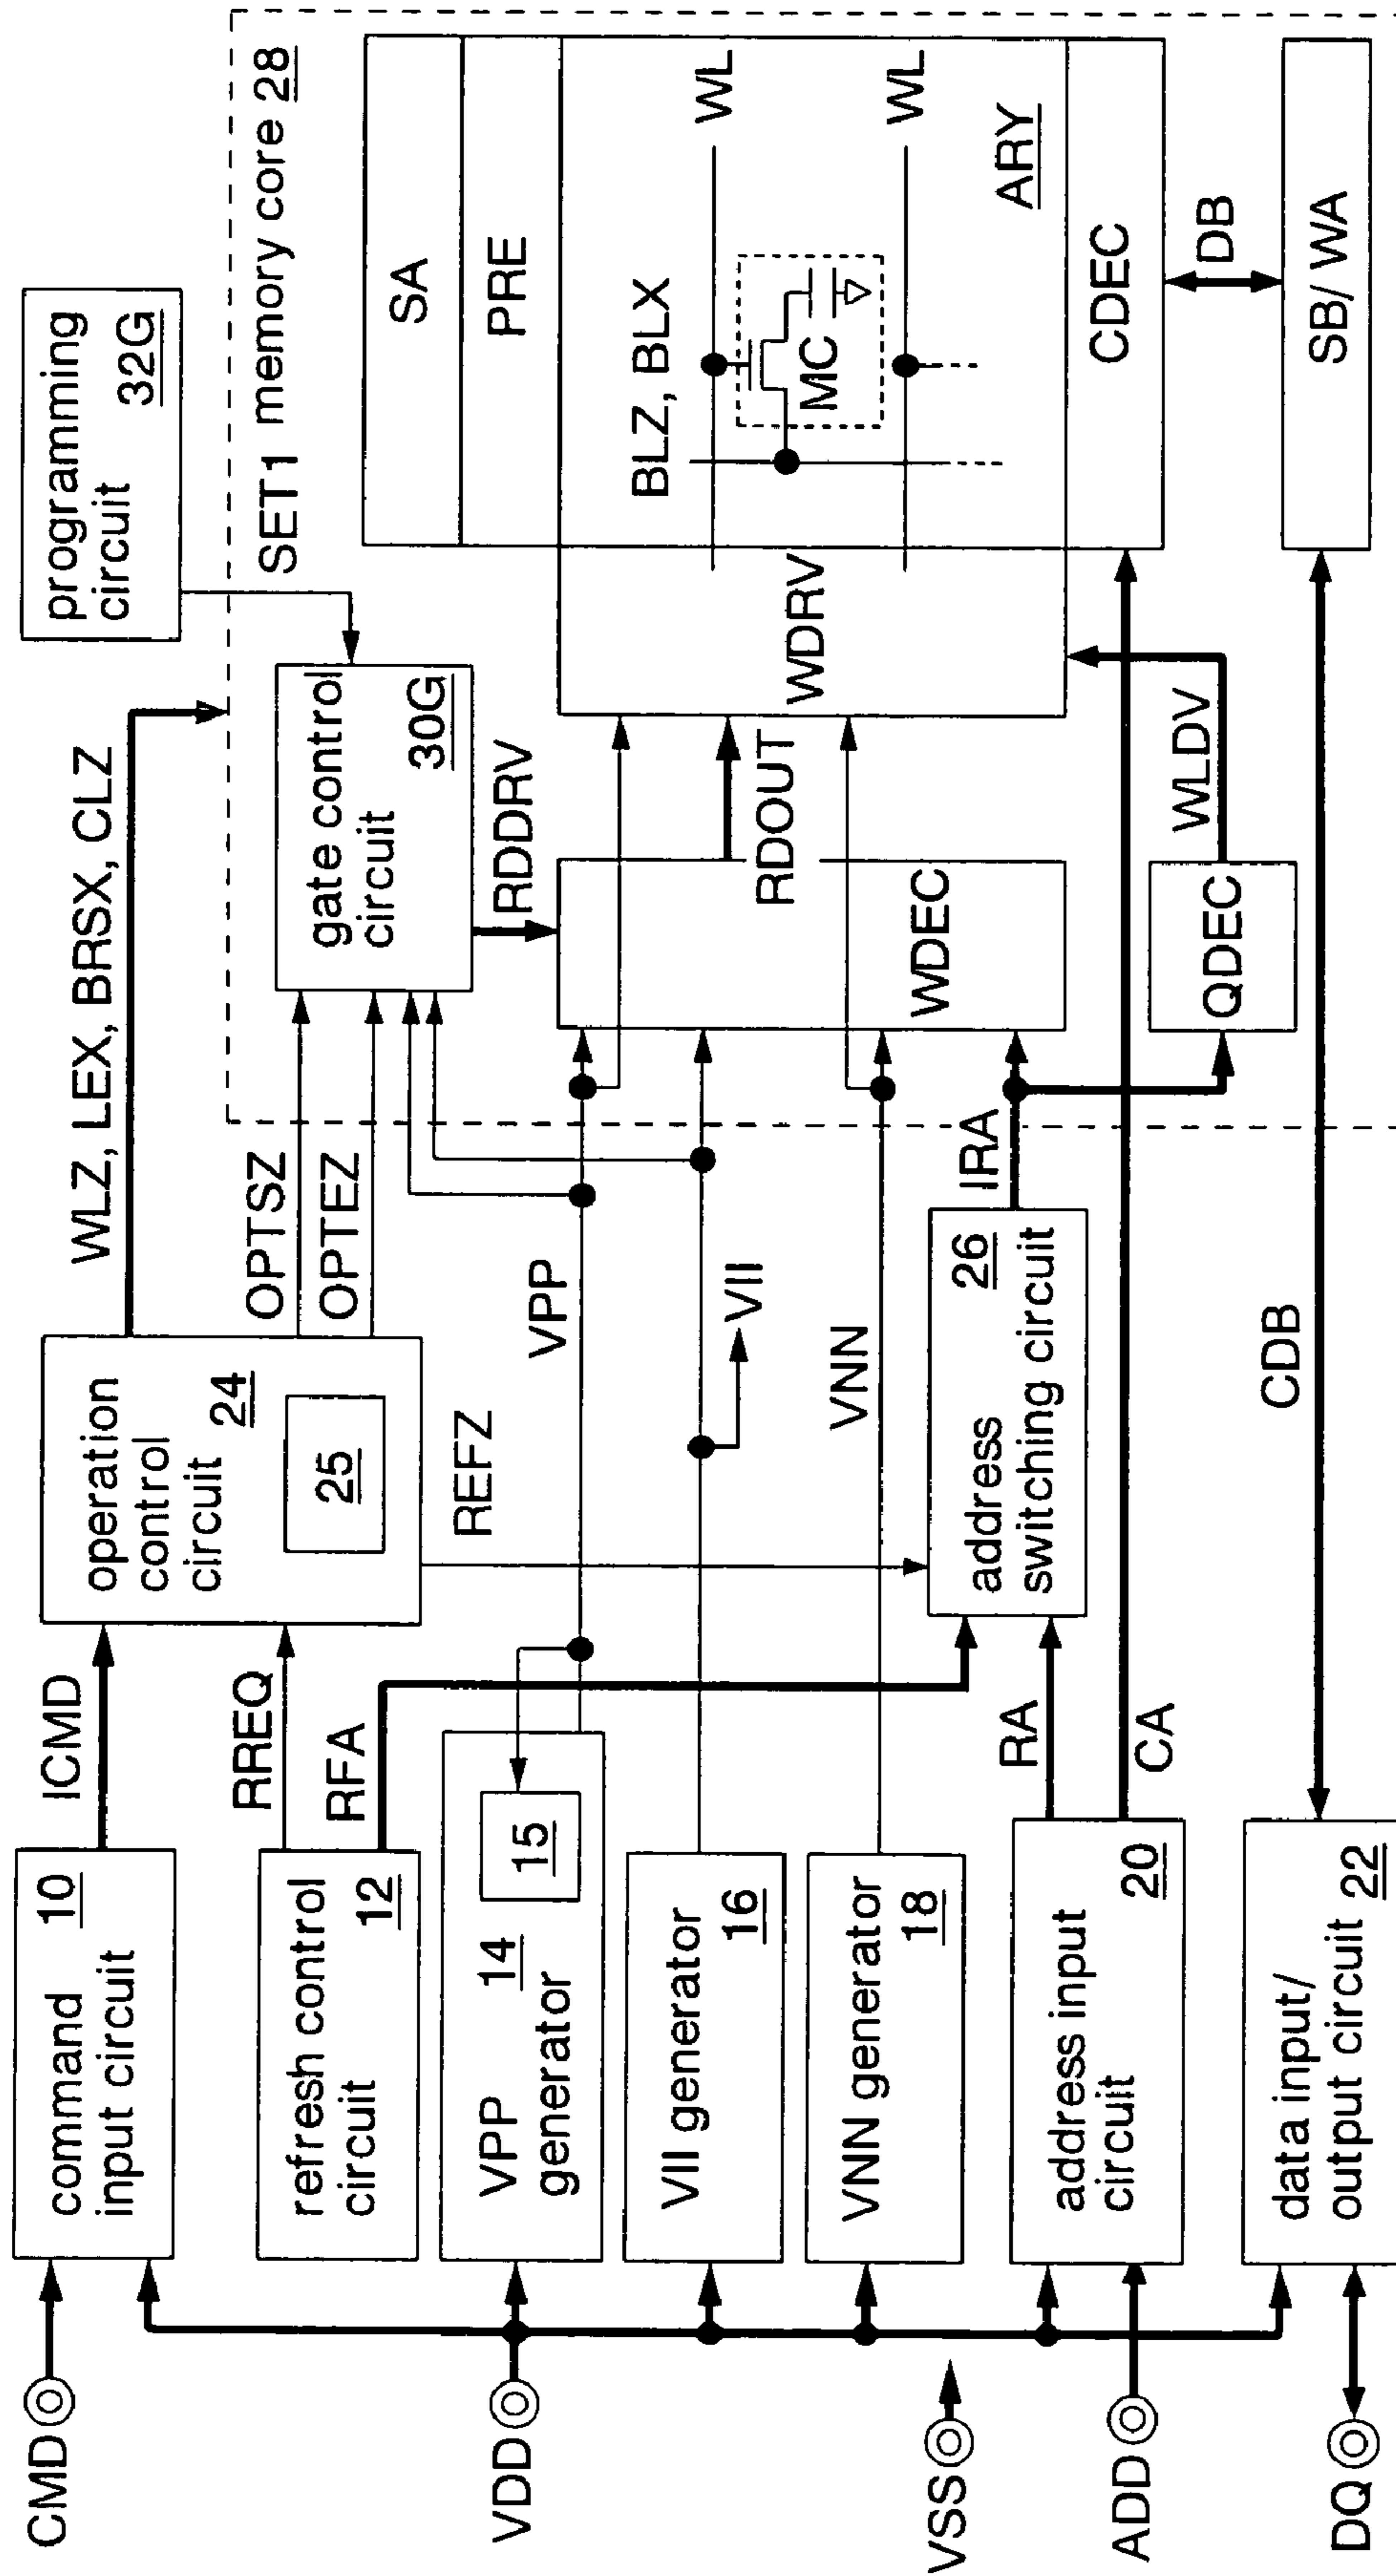 CMD
VDD
VSS
ADD
DQ
command 10
input circuit
refresh control
circuit 12
VPP 14
generator
15
VII generator
16
VNN generator
18
address input
circuit 20
data input/
output circuit 22
ICMD
RREQ
RFA
RA
CA
CDB
operation
control
circuit 24
25
REFZ
address 26
switching circuit
WLZ, LEX, BRSX, CLZ
OPTSZ
OPTEZ
VPP
VII
VNN
IRA
programming
circuit 32G
SET1
memory core 28
gate control
circuit 30G
RDDRV
WDEC
RDOUT
QDEC
WLDV
WDRV
SA
PRE
BLZ, BLX
WL
MC
WL
ARY
CDEC
DB
SB/ WA